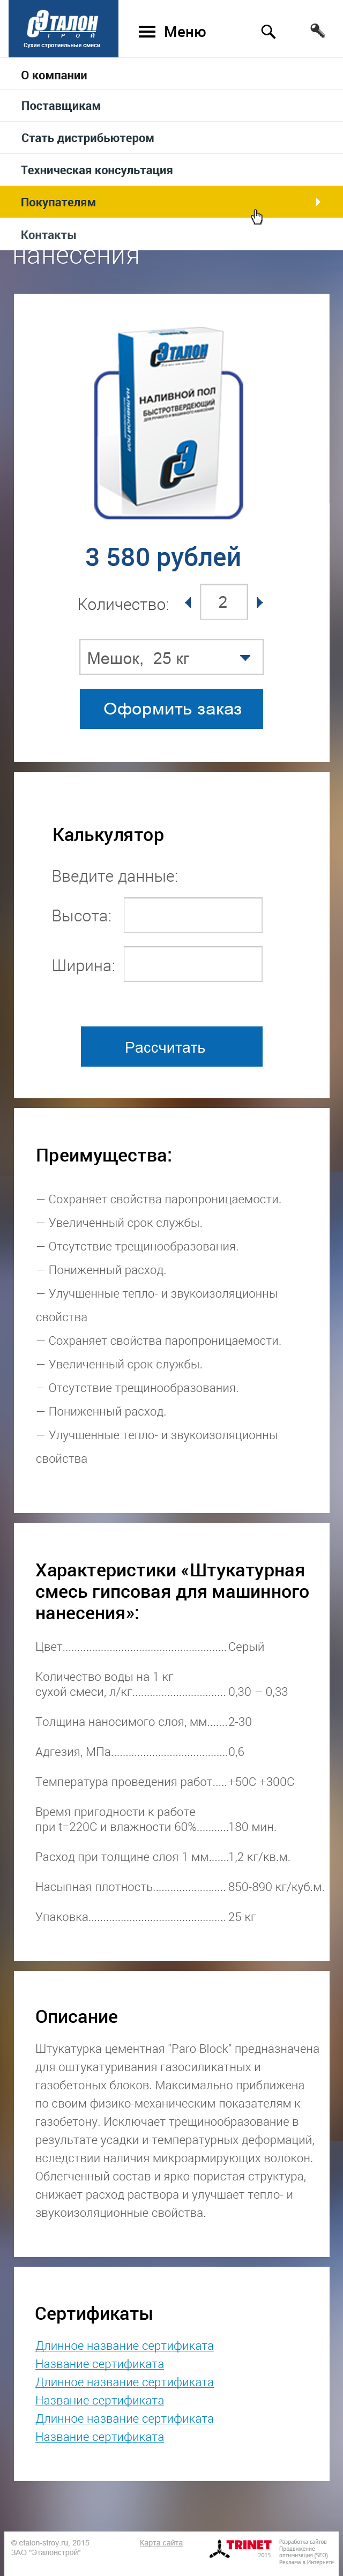 ЭТАЛОН
СТРОЙ
Сухие строительные смеси
Меню
О компании
Поставщикам
Стать дистрибьютером
Техническая консультация
Покупателям
Контакты
нанесения
ЭТАЛОН
НАЛИВНОЙ ПОЛ
БЫСТРОТВЕРДЕЮЩИЙ
ДЛЯ РУЧНОГО И МАШИННОГО НАНЕСЕНИЯ
НАЛИВНОЙ ПОЛ
3 580 рублей
Количество: 2
Мешок, 25 кг
Оформить заказ
Калькулятор
Введите данные:
Высота:
Ширина:
Рассчитать
Преимущества:
— Сохраняет свойства паропроницаемости.
— Увеличенный срок службы.
— Отсутствие трещинообразования.
— Пониженный расход.
— Улучшенные тепло- и звукоизоляционны
свойства
— Сохраняет свойства паропроницаемости.
— Увеличенный срок службы.
— Отсутствие трещинообразования.
— Пониженный расход.
— Улучшенные тепло- и звукоизоляционны
свойства
Характеристики «Штукатурная
смесь гипсовая для машинного
нанесения»:
Цвет........................................................ Серый
Количество воды на 1 кг
сухой смеси, л/кг................................ 0,30 – 0,33
Толщина наносимого слоя, мм.......2-30
Адгезия, МПа........................................0,6
Температура проведения работ.....+50С +300С
Время пригодности к работе
при t=220С и влажности 60%...........180 мин.
Расход при толщине слоя 1 мм.......1,2 кг/кв.м.
Насыпная плотность......................... 850-890 кг/куб.м.
Упаковка............................................... 25 кг
Описание
Штукатурка цементная "Paro Block" предназначена
для оштукатуривания газосиликатных и
газобетоных блоков. Максимально приближена
по своим физико-механическим показателям к
газобетону. Исключает трещинообразование в
результате усадки и температурных деформаций,
вследствии наличия микроармирующих волокон.
Облегченный состав и ярко-пористая структура,
снижает расход раствора и улучшает тепло- и
звукоизоляционные свойства.
Сертификаты
Длинное название сертификата
Название сертификата
Длинное название сертификата
Название сертификата
Длинное название сертификата
Название сертификата
© etalon-stroy.ru, 2015
ЗАО "Эталонстрой"
Карта сайта
TRINET
2015
Разработка сайтов
Продвижение
оптимизация (SEO)
Реклама в Интернете